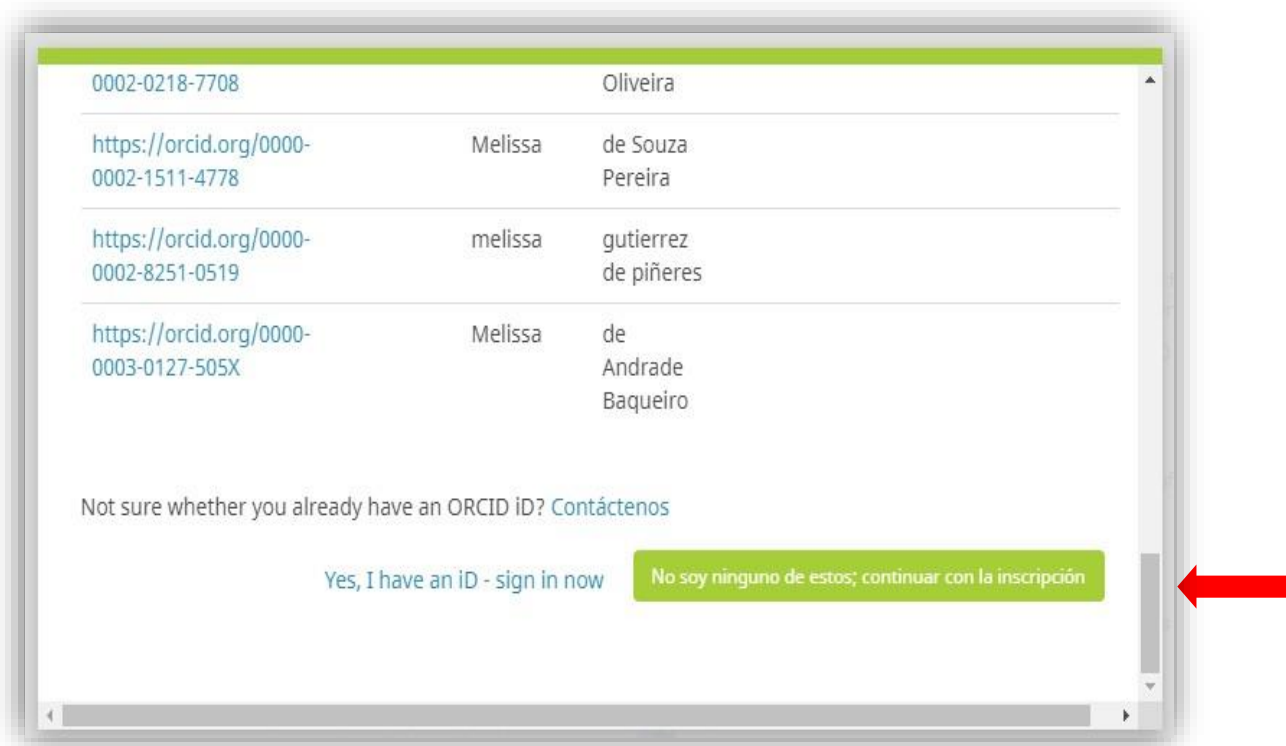 0002-0218-7708 Oliveira
https://orcid.org/0000- Melissa de Souza
0002-1511-4778 Pereira
https://orcid.org/0000- melissa gutierrez
0002-8251-0519 de piñeres
https://orcid.org/0000- Melissa de
0003-0127-505X Andrade
Baqueiro
Not sure whether you already have an ORCID iD? Contáctenos
Yes, I have an iD - sign in now No soy ninguno de estos; continuar con la inscripción